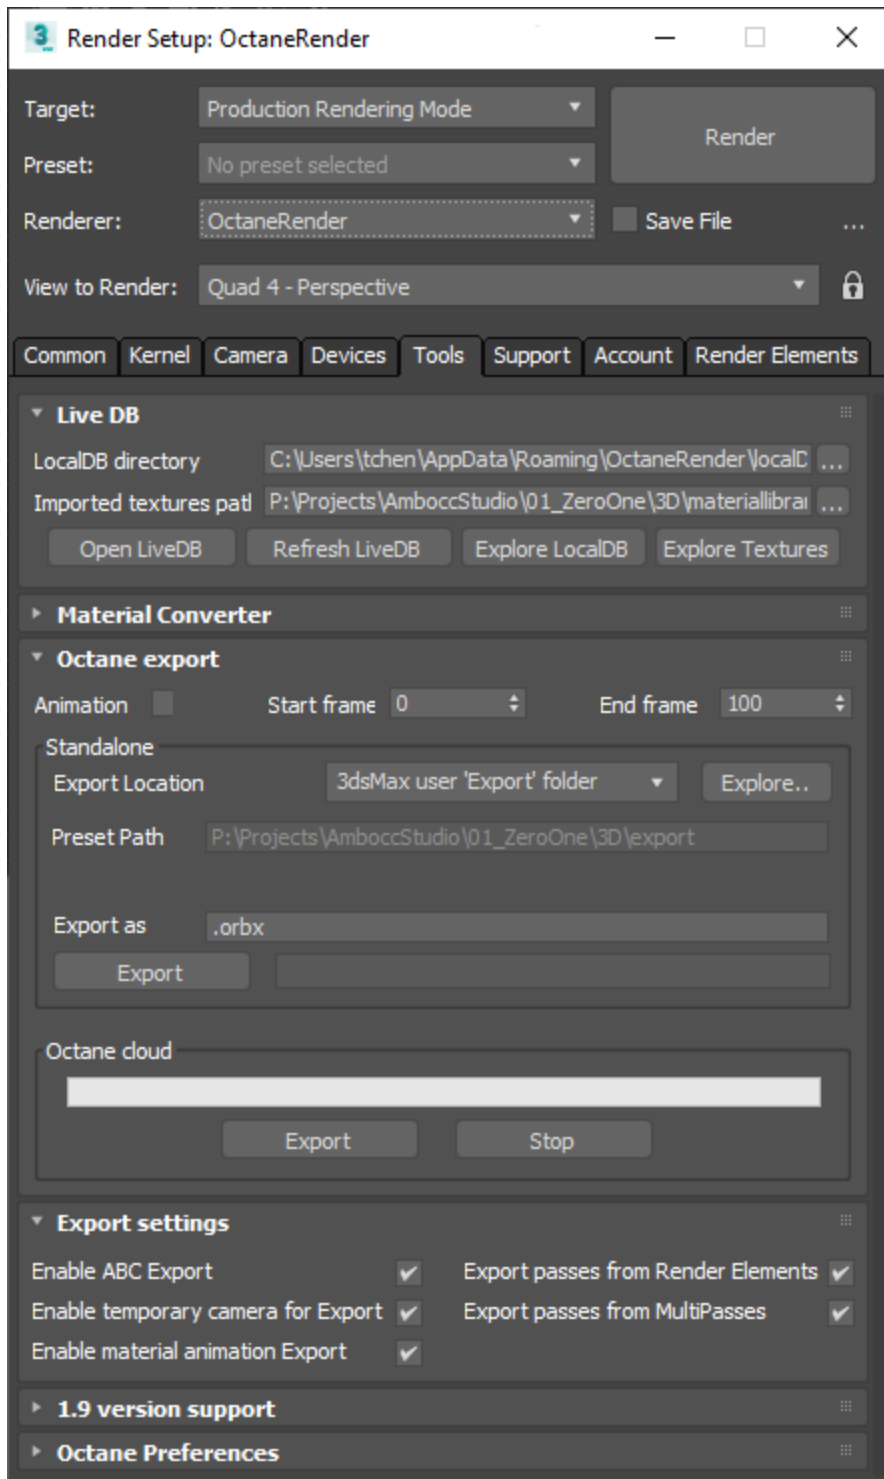 3 Render Setup: OctaneRender
Target: Production Rendering Mode
Render
Preset: No preset selected
Renderer: OctaneRender Save File ...
View to Render: Quad 4 - Perspective
Common Kernel Camera Devices Tools Support Account Render Elements
Live DB
LocalDB directory C:\Users\tchen\AppData\Roaming\OctaneRender\localD ...
Imported textures patl P:\Projects\AmboccStudio\01_ZeroOne\3D\materiallibrar ...
Open LiveDB Refresh LiveDB Explore LocalDB Explore Textures
Material Converter
Octane export
Animation Start frame 0 End frame 100
Standalone
Export Location 3dsMax user 'Export' folder Explore..
Preset Path P:\Projects\AmboccStudio\01_ZeroOne\3D\export
Export as .orbx
Export
Octane cloud
Export Stop
Export settings
Enable ABC Export Export passes from Render Elements
Enable temporary camera for Export Export passes from MultiPasses
Enable material animation Export
1.9 version support
Octane Preferences